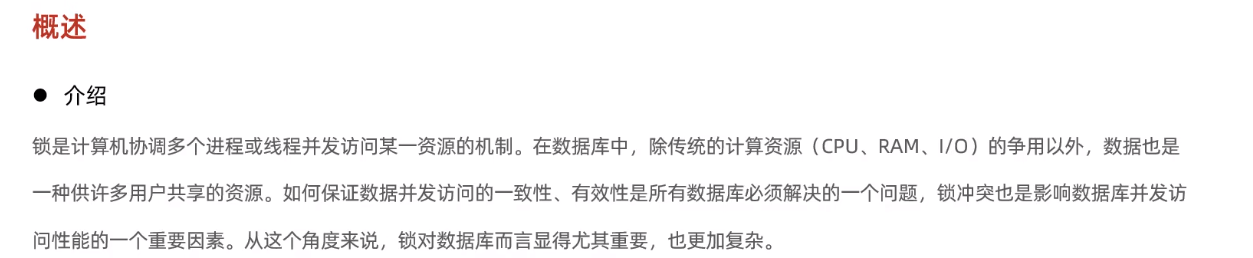 概述
● 介绍
锁是计算机协调多个进程或线程并发访问某一资源的机制。在数据库中，除传统的计算资源（CPU、RAM、I/O）的争用以外，数据也是
一种供许多用户共享的资源。如何保证数据并发访问的一致性、有效性是所有数据库必须解决的一个问题，锁冲突也是影响数据库并发访
问性能的一个重要因素。从这个角度来说，锁对数据库而言显得尤其重要，也更加复杂。